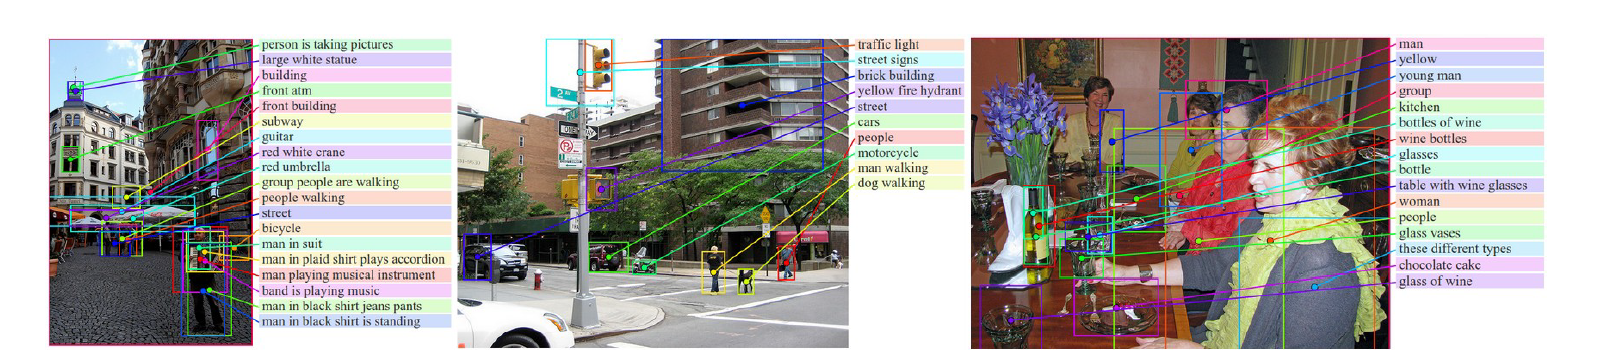 person is taking pictures
large white statue
building
front atm
front building
subway
guitar
red white crane
red umbrella
group people are walking
people walking
street
bicycle
man in suit
man in plaid shirt plays accordion
man playing musical instrument
band is playing music
man in black shirt jeans pants
man in black shirt is standing
traffic light
street signs
brick building
yellow fire hydrant
street
cars
people
motorcycle
man walking
dog walking
2 AV
ONE
man
yellow
young man
group
kitchen
bottles of wine
wine bottles
glasses
bottle
table with wine glasses
woman
people
glass vases
these different types
chocolate cake
glass of wine